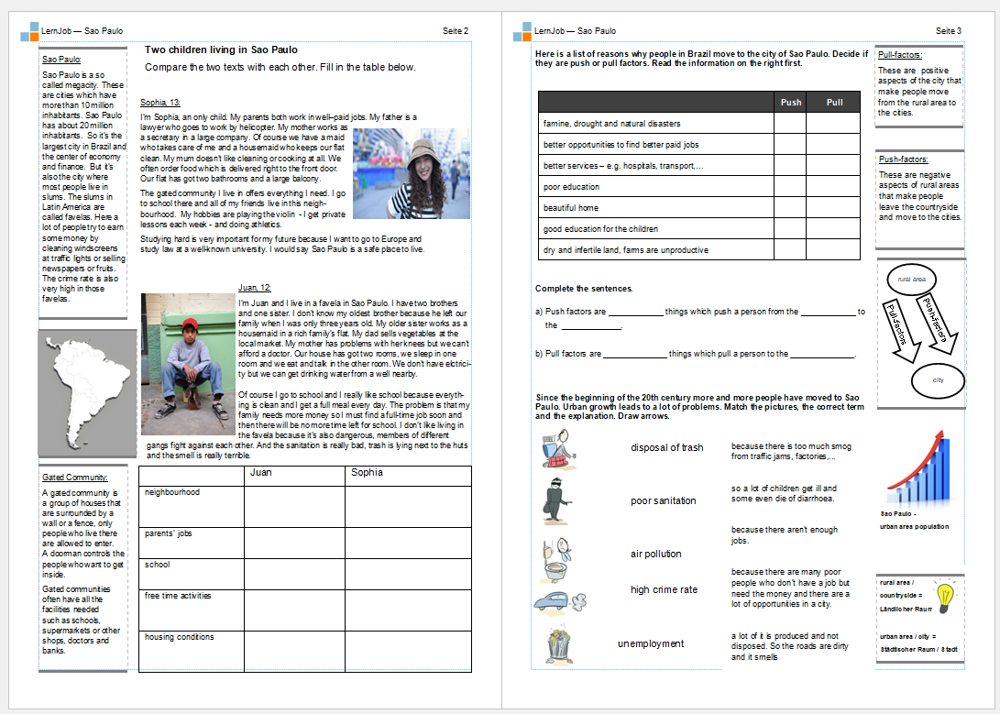 LernJob — Sao Paulo
Seite 2
Sao Paulo:
Sao Paulo is a so
called megacity. These
are cities which have
more than 10 million
inhabitants. Sao Paulo
has about 20 million
inhabitants. So it's the
largest city in Brazil and
the center of economy
and finance. But it's
also the city where
most people live in
slums. The slums in
Latin America are
called favelas. Here a
lot of people try to earn
some money by
cleaning windscreens
at traffic lights or selling
newspapers or fruits.
The crime rate is also
very high in those
favelas.
Gated Community:
A gated community is
a group of houses that
are surrounded by a
wall or a fence, only
people who live there
are allowed to enter.
A doorman controls the
people who want to get
inside.
Gated communities
often have all the
facilities needed
such as schools,
supermarkets or other
shops, doctors and
banks.
Two children living in Sao Paulo
Compare the two texts with each other. Fill in the table below.
Sophia, 13:
I'm Sophia, an only child. My parents both work in well–paid jobs. My father is a
lawyer who goes to work by helicopter. My mother works as
a secretary in a large company. Of course we have a maid
who takes care of me and a housemaid who keeps our flat
clean. My mum doesn't like cleaning or cooking at all. We
often order food which is delivered right to the front door.
Our flat has got two bathrooms and a large balcony.
The gated community I live in offers everything I need. I go
to school there and all of my friends live in this neigh-
bourhood. My hobbies are playing the violin - I get private
lessons each week - and doing athletics.
Studying hard is very important for my future because I want to go to Europe and
study law at a well-known university. I would say Sao Paulo is a safe place to live.
Juan, 12:
I'm Juan and I live in a favela in Sao Paulo. I have two brothers
and one sister. I don't know my oldest brother because he left our
family when I was only three years old. My older sister works as a
housemaid in a rich family's flat. My dad sells vegetables at the
local market. My mother has problems with her knees but we can't
afford a doctor. Our house has got two rooms, we sleep in one
room and we eat and talk in the other room. We don't have elctrici-
ty but we can get drinking water from a well nearby.
Of course I go to school and I really like school because everyth-
ing is clean and I get a full meal every day. The problem is that my
family needs more money so I must find a full-time job soon and
then there will be no more time left for school. I don't like living in
the favela because it's also dangerous, members of different
gangs fight against each other. And the sanitation is really bad, trash is lying next to the huts
and the smell is really terrible.
Juan Sophia
neighbourhood
parents' jobs
school
free time activities
housing conditions
LernJob — Sao Paulo
Seite 3
Here is a list of reasons why people in Brazil move to the city of Sao Paulo. Decide if
they are push or pull factors. Read the information on the right first.
Push Pull
famine, drought and natural disasters
better opportunities to find better paid jobs
better services – e.g. hospitals, transport,...
poor education
beautiful home
good education for the children
dry and infertile land, farms are unproductive
Complete the sentences.
a) Push factors are ____________ things which push a person from the ____________ to
the _____________.
b) Pull factors are ______________ things which pull a person to the ______________.
Since the beginning of the 20th century more and more people have moved to Sao
Paulo. Urban growth leads to a lot of problems. Match the pictures, the correct term
and the explanation. Draw arrows.
disposal of trash
poor sanitation
air pollution
high crime rate
unemployment
because there is too much smog
from traffic jams, factories,...
so a lot of children get ill and
some even die of diarrhoea.
because there aren't enough
jobs.
because there are many poor
people who don't have a job but
need the money and there are a
lot of opportunities in a city.
a lot of it is produced and not
disposed. So the roads are dirty
and it smells
Pull-factors:
These are positive
aspects of the city that
make people move
from the rural area to
the cities.
Push-factors:
These are negative
aspects of rural areas
that make people
leave the countryside
and move to the cities.
rural area
Pull-factors
Push-factors
city
Sao Paulo -
urban area population
rural area /
countryside =
Ländlicher Raum
urban area / city =
Städtischer Raum / Stadt